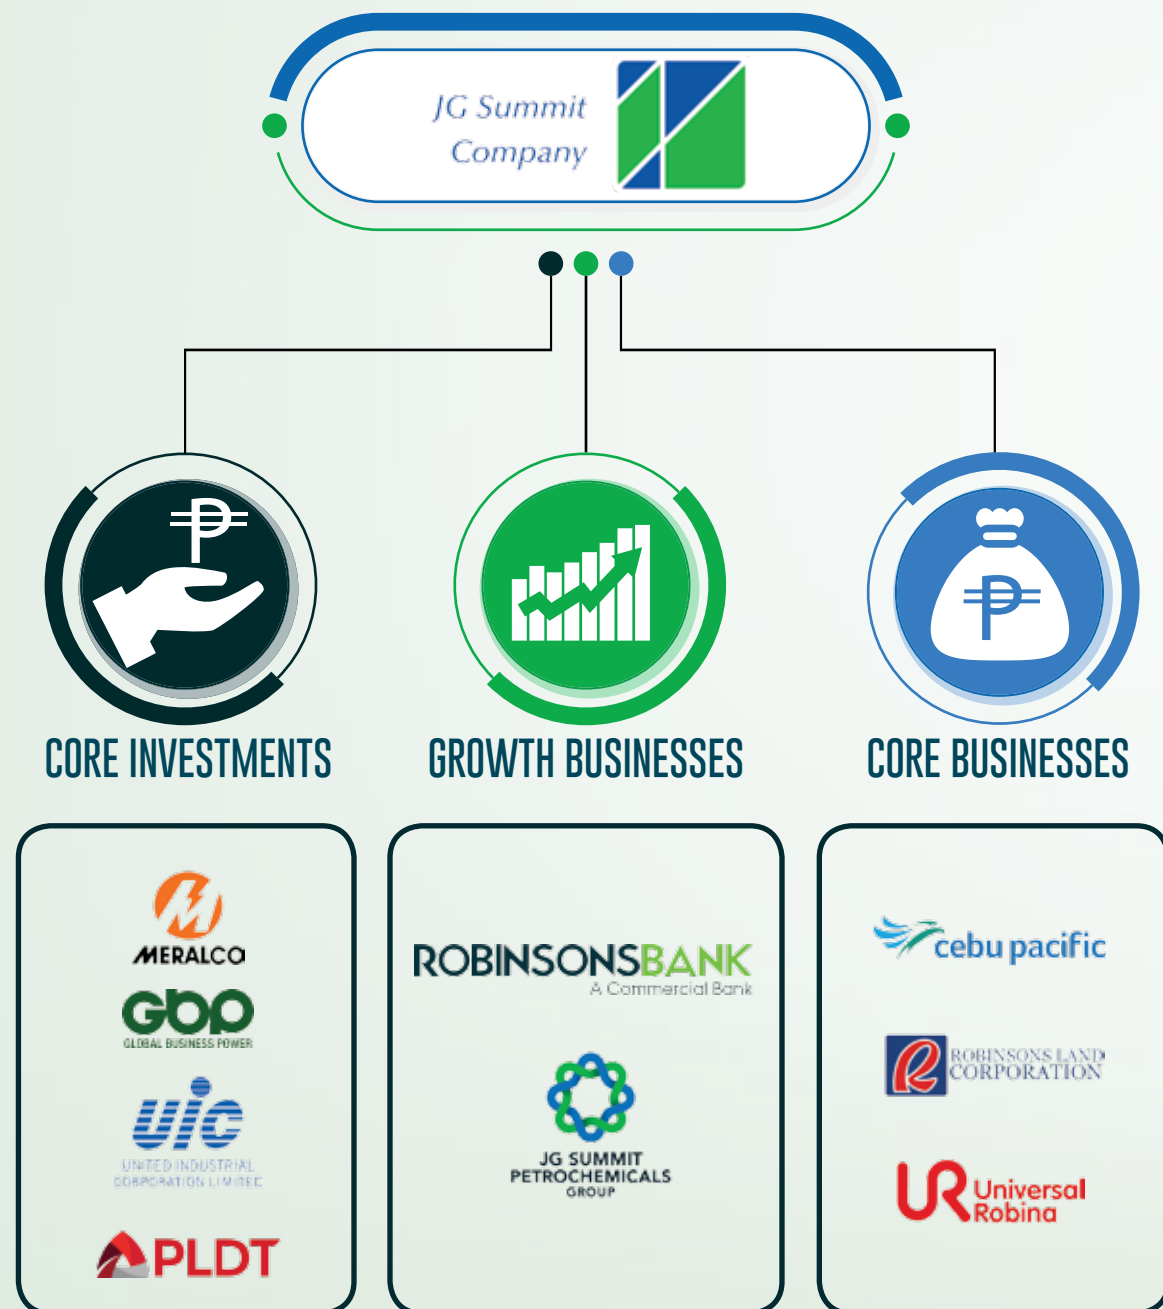 JG Summit
Company
CORE INVESTMENTS
GROWTH BUSINESSES
CORE BUSINESSES
MERALCO
Gbp
GLOBAL BUSINESS POWER
uic
UNITED INDUSTRIAL
CORPORATION LIMITED
PLDT
ROBINSONSBANK
A Commercial Bank
JG SUMMIT
PETROCHEMICALS
GROUP
cebu pacific
ROBINSONS LAND
CORPORATION
UR Universal
Robina